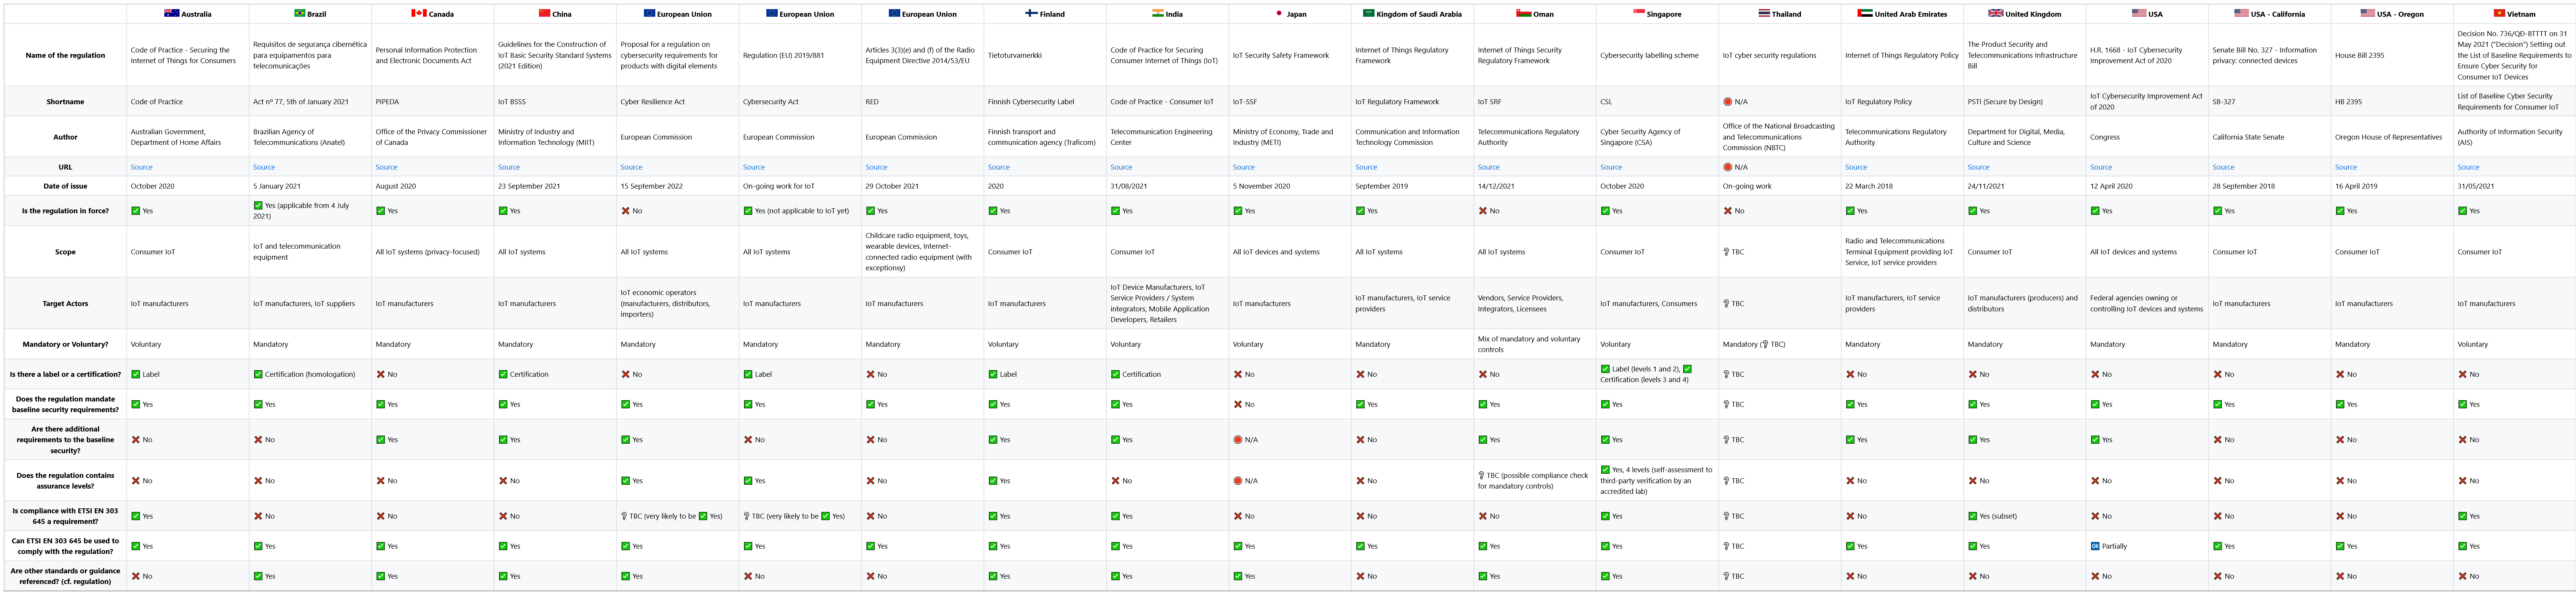 Australia Brazil Canada China European Union European Union European Union Finland India Japan Kingdom of Saudi Arabia Oman Singapore Thailand United Arab Emirates United Kingdom USA USA - California USA - Oregon Vietnam
Name of the regulation
Code of Practice - Securing the
Internet of Things for Consumers
Requisitos de segurança cibernética
para equipamentos para
telecomunicações
Personal Information Protection
and Electronic Documents Act
Guidelines for the Construction of
IoT Basic Security Standard Systems
(2021 Edition)
Proposal for a regulation on
cybersecurity requirements for
products with digital elements
Regulation (EU) 2019/881
Articles 3(3)(e) and (f) of the Radio
Equipment Directive 2014/53/EU
Tietoturvamerkki
Code of Practice for Securing
Consumer Internet of Things (IoT)
IoT Security Safety Framework
Internet of Things Regulatory
Framework
Internet of Things Security
Regulatory Framework
Cybersecurity labelling scheme
IoT cyber security regulations
Internet of Things Regulatory Policy
The Product Security and
Telecommunications Infrastructure
Bill
H.R. 1668 - IoT Cybersecurity
Improvement Act of 2020
Senate Bill No. 327 - Information
privacy: connected devices
House Bill 2395
Decision No. 736/QĐ-BTTTT on 31
May 2021 ("Decision") Setting out
the List of Baseline Requirements to
Ensure Cyber Security for
Consumer IoT Devices
Shortname
Code of Practice
Act nº 77, 5th of January 2021
PIPEDA
IoT BSSS
Cyber Resilience Act
Cybersecurity Act
RED
Finnish Cybersecurity Label
Code of Practice - Consumer IoT
IoT-SSF
IoT Regulatory Framework
IoT SRF
CSL
N/A
IoT Regulatory Policy
PSTI (Secure by Design)
IoT Cybersecurity Improvement Act
of 2020
SB-327
HB 2395
List of Baseline Cyber Security
Requirements for Consumer IoT
Author
Australian Government,
Department of Home Affairs
Brazilian Agency of
Telecommunications (Anatel)
Office of the Privacy Commissioner
of Canada
Ministry of Industry and
Information Technology (MIIT)
European Commission
European Commission
European Commission
Finnish transport and
communication agency (Traficom)
Telecommunication Engineering
Center
Ministry of Economy, Trade and
Industry (METI)
Communication and Information
Technology Commission
Telecommunications Regulatory
Authority
Cyber Security Agency of
Singapore (CSA)
Office of the National Broadcasting
and Telecommunications
Commission (NBTC)
Telecommunications Regulatory
Authority
Department for Digital, Media,
Culture and Science
Congress
California State Senate
Oregon House of Representatives
Authority of Information Security
(AIS)
URL
Source Source Source Source Source Source Source Source Source Source Source Source Source N/A Source Source Source Source Source Source
Date of issue
October 2020
5 January 2021
August 2020
23 September 2021
15 September 2022
On-going work for IoT
29 October 2021
2020
31/08/2021
5 November 2020
September 2019
14/12/2021
October 2020
On-going work
22 March 2018
24/11/2021
12 April 2020
28 September 2018
16 April 2019
31/05/2021
Is the regulation in force?
Yes
Yes (applicable from 4 July
2021)
Yes
Yes
No
Yes (not applicable to IoT yet)
Yes
Yes
Yes
Yes
Yes
No
Yes
No
Yes
Yes
Yes
Yes
Yes
Yes
Scope
Consumer IoT
IoT and telecommunication
equipment
All IoT systems (privacy-focused)
All IoT systems
All IoT systems
All IoT systems
Childcare radio equipment, toys,
wearable devices, Internet-
connected radio equipment (with
exceptionsy)
Consumer IoT
Consumer IoT
All IoT devices and systems
All IoT systems
All IoT systems
Consumer IoT
TBC
Radio and Telecommunications
Terminal Equipment providing IoT
Service, IoT service providers
Consumer IoT
All IoT devices and systems
Consumer IoT
Consumer IoT
Consumer IoT
Target Actors
IoT manufacturers
IoT manufacturers, IoT suppliers
IoT manufacturers
IoT manufacturers
IoT economic operators
(manufacturers, distributors,
importers)
IoT manufacturers
IoT manufacturers
IoT manufacturers
IoT Device Manufacturers, IoT
Service Providers / System
integrators, Mobile Application
Developers, Retailers
IoT manufacturers
IoT manufacturers, IoT service
providers
Vendors, Service Providers,
Integrators, Licensees
IoT manufacturers, Consumers
TBC
IoT manufacturers, IoT service
providers
IoT manufacturers (producers) and
distributors
Federal agencies owning or
controlling IoT devices and systems
IoT manufacturers
IoT manufacturers
IoT manufacturers
Mandatory or Voluntary?
Voluntary
Mandatory
Mandatory
Mandatory
Mandatory
Mandatory
Mandatory
Voluntary
Voluntary
Voluntary
Mandatory
Mix of mandatory and voluntary
controls
Voluntary
Mandatory (TBC)
Mandatory
Mandatory
Mandatory
Mandatory
Mandatory
Voluntary
Is there a label or a certification?
Label
Certification (homologation)
No
Certification
No
Label
No
Label
Certification
No
No
No
Label (levels 1 and 2),
Certification (levels 3 and 4)
TBC
No
No
No
No
No
No
Does the regulation mandate
baseline security requirements?
Yes Yes Yes Yes Yes Yes Yes Yes Yes No Yes Yes Yes TBC Yes Yes Yes Yes Yes Yes
Are there additional
requirements to the baseline
security?
No No Yes Yes Yes No No Yes Yes N/A No Yes Yes TBC Yes Yes Yes No No No
Does the regulation contains
assurance levels?
No No No No Yes Yes No Yes No N/A No
TBC (possible compliance check
for mandatory controls)
Yes, 4 levels (self-assessment to
third-party verification by an
accredited lab)
TBC No No No No No No
Is compliance with ETSI EN 303
645 a requirement?
Yes No No No TBC (very likely to be Yes) TBC (very likely to be Yes) No Yes Yes No No No Yes TBC No Yes (subset) No No No Yes
Can ETSI EN 303 645 be used to
comply with the regulation?
Yes Yes Yes Yes Yes Yes Yes Yes Yes Yes Yes Yes Yes TBC Yes Yes OK Partially Yes Yes Yes
Are other standards or guidance
referenced? (cf. regulation)
No Yes Yes Yes Yes No No Yes Yes Yes No Yes Yes TBC No No No No No No